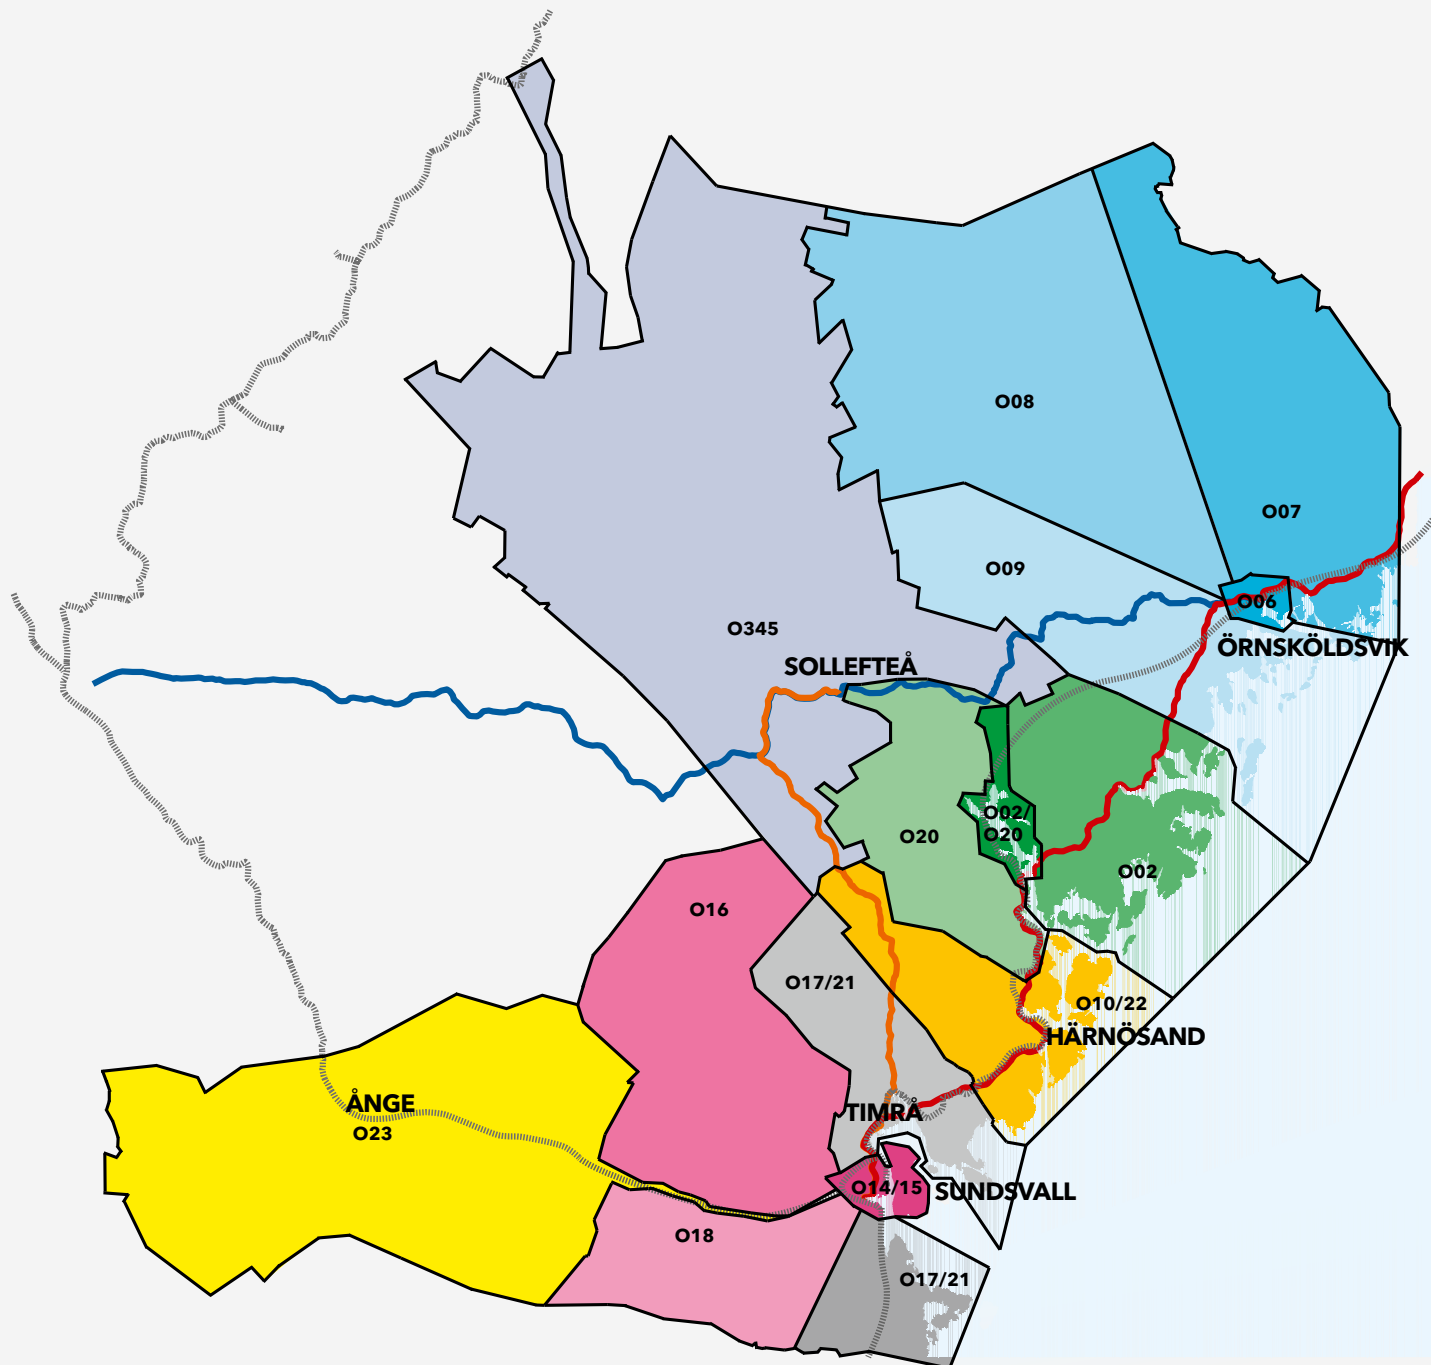 O08
O07
O09
O06
O345
ÖRNSKÖLDSVIK
SOLLEFTEÅ
O02/
O20
O20
O02
O16
O17/21
O10/22
HÄRNÖSAND
ÅNGE
O23
TIMRÅ
O14/15
SUNDSVALL
O18
O17/21